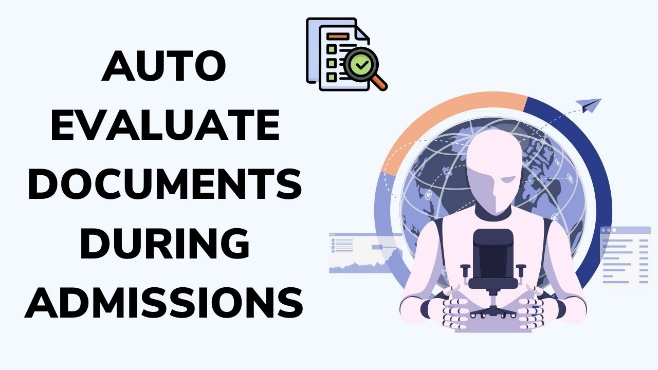 AUTO
EVALUATE
DOCUMENTS
DURING
ADMISSIONS